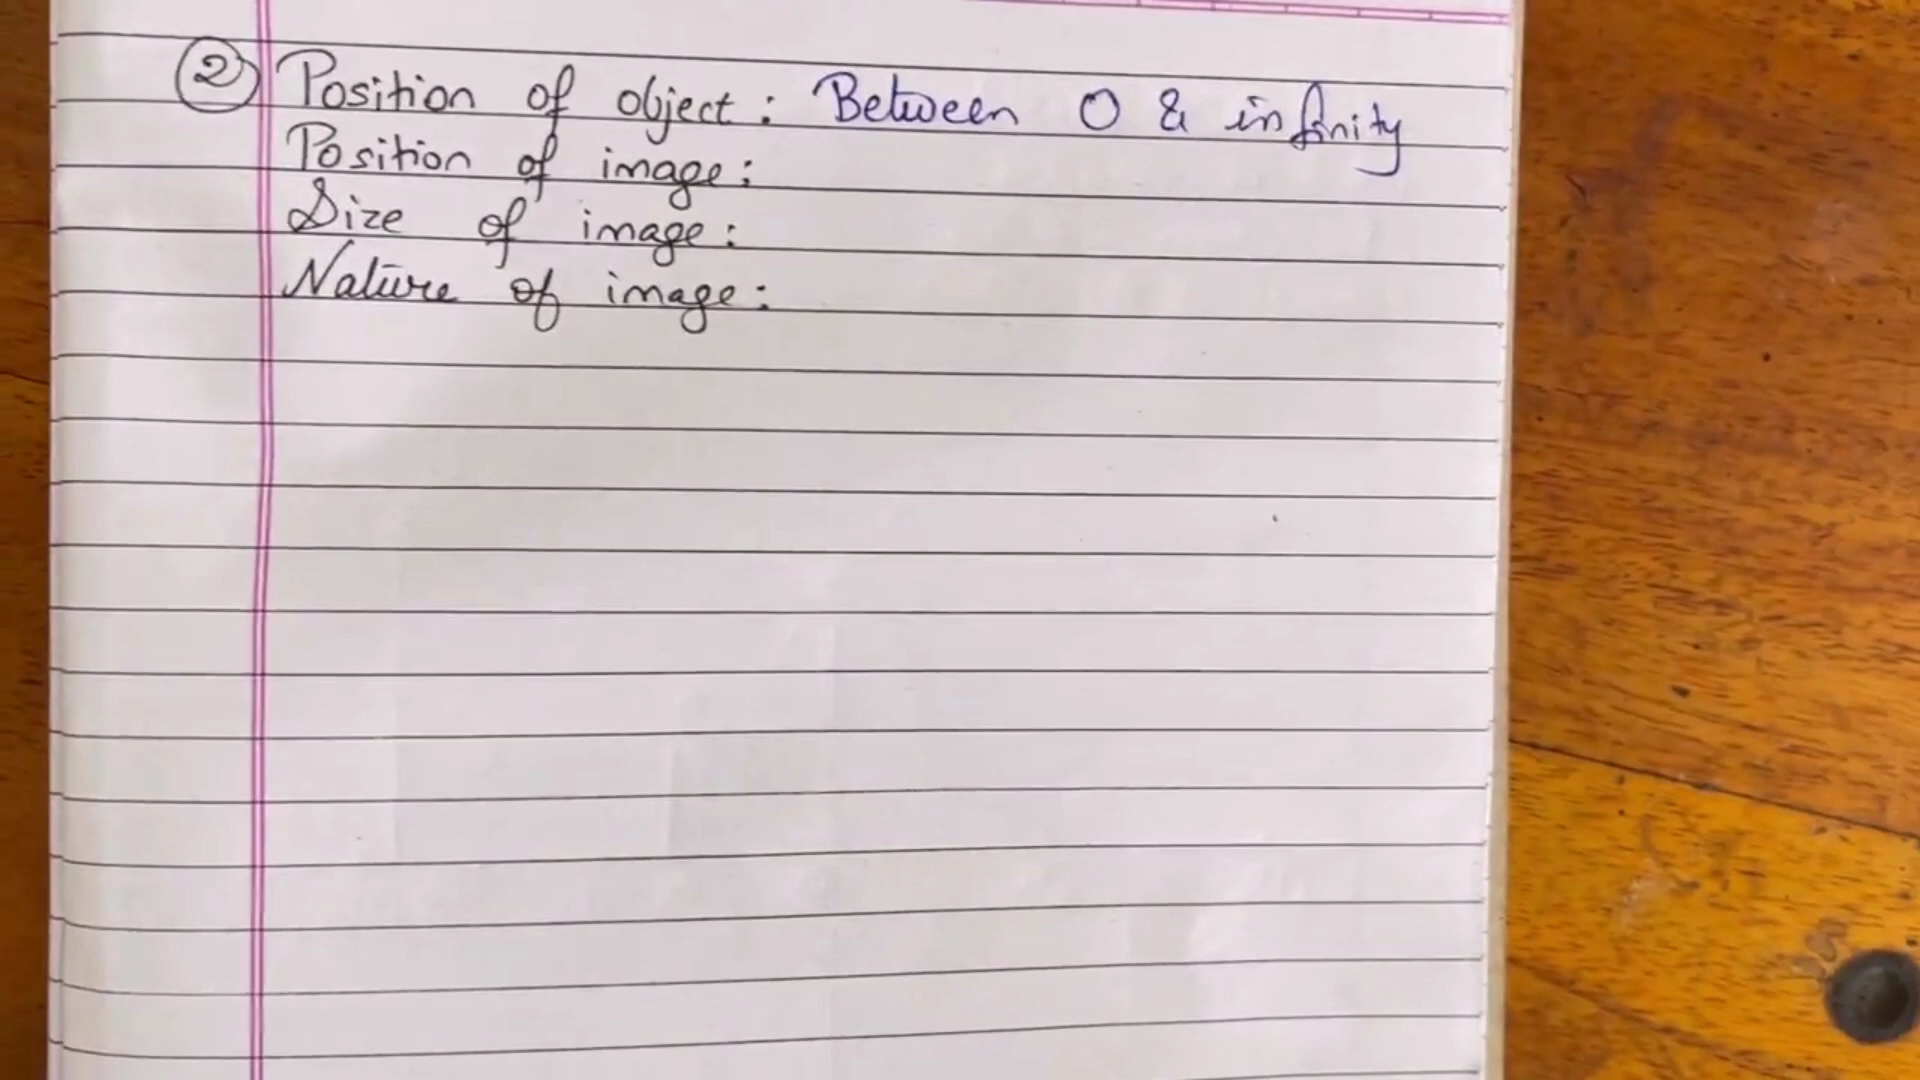 ② Position of object : Between O & infinity
Position of image :
Size of image :
Nature of image :